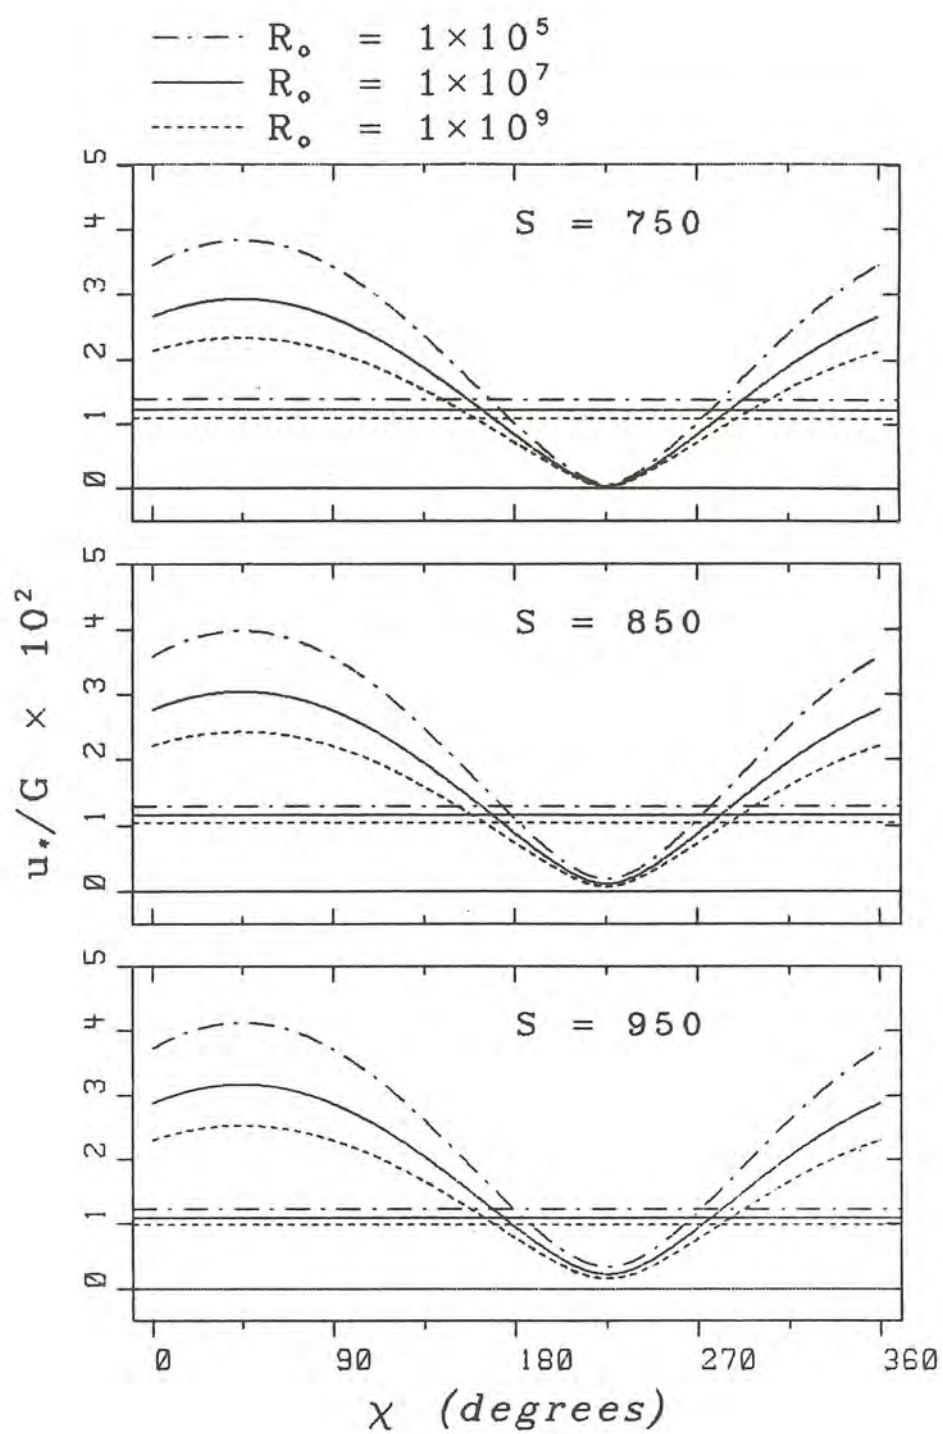 R₀ = 1×10⁵
R₀ = 1×10⁷
R₀ = 1×10⁹
5
4
3
2
1
0
S = 750
5
4
3
2
1
0
S = 850
5
4
3
2
1
0
S = 950
u*/G × 10²
0 90 180 270 360
χ (degrees)